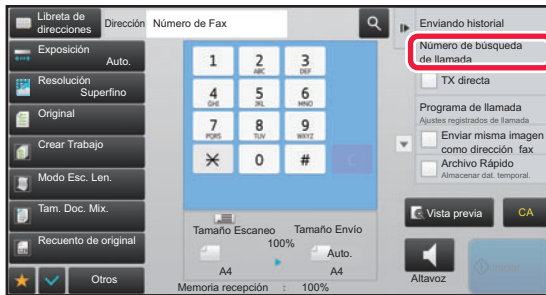 Libreta de
direcciones
Dirección
Número de Fax
Exposición
Auto.
Resolución
Superfino
Original
Crear Trabajo
Modo Esc. Len.
Tam. Doc. Mix.
Recuento de original
Otros
1
2
ABC
3
DEF
4
GHI
5
JKL
6
MNO
7
PQRS
8
TUV
9
WXYZ
0
#
C
Tamaño Escaneo
Tamaño Envío
100%
Auto.
A4
A4
Memoria recepción : 100%
Enviando historial
Número de búsqueda
de llamada
TX directa
Programa de llamada
Ajustes registrados de llamada
Enviar misma imagen
como dirección fax
Archivo Rápido
Almacenar dat. temporal.
Vista previa
CA
Altavoz